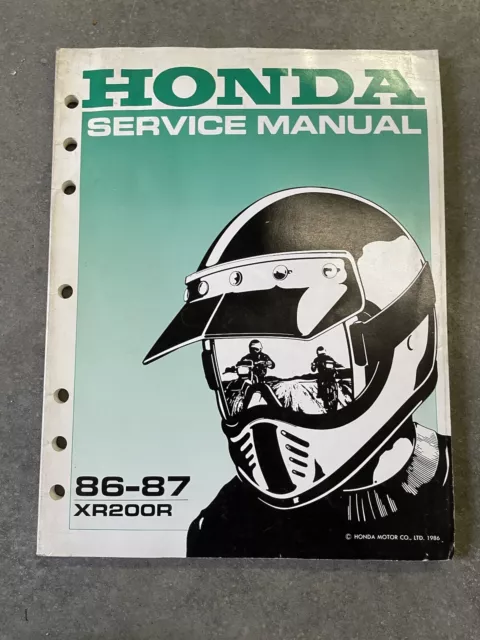 HONDA
SERVICE MANUAL
86-87
XR200R
© HONDA MOTOR CO., LTD. 1986